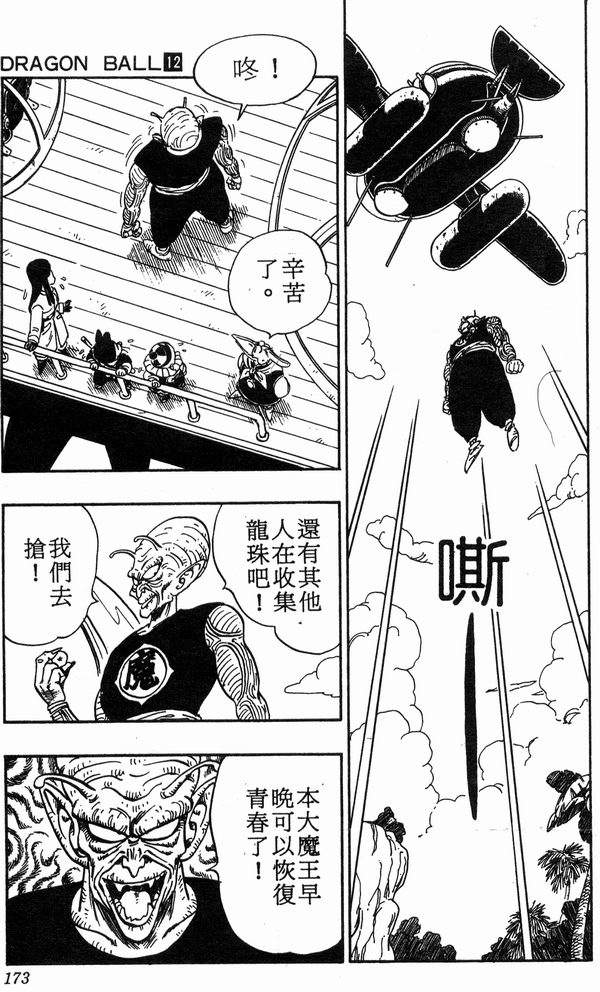 DRAGON BALL 12
嘶
咚！
辛苦
了。
還有其他
人在收集
龍珠吧！
我們去
搶！
魔
本大魔王早
晚可以恢復
青春了！
173